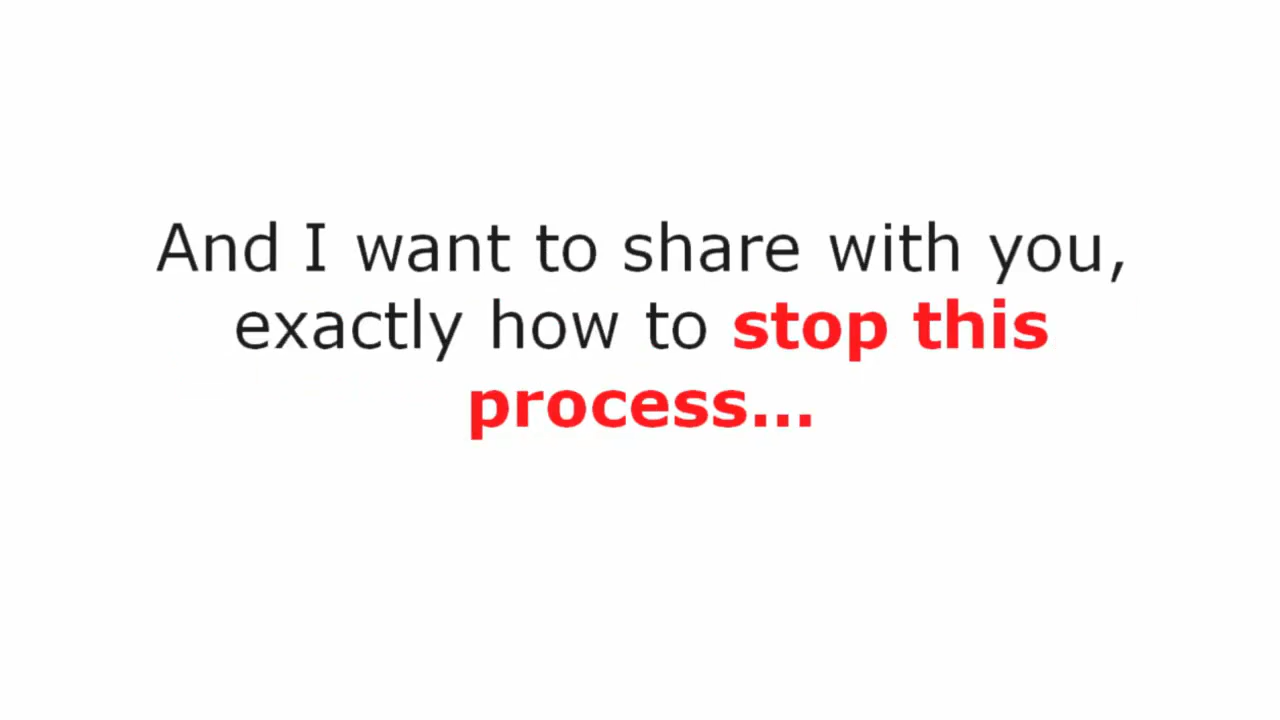 And I want to share with you,
exactly how to stop this
process...